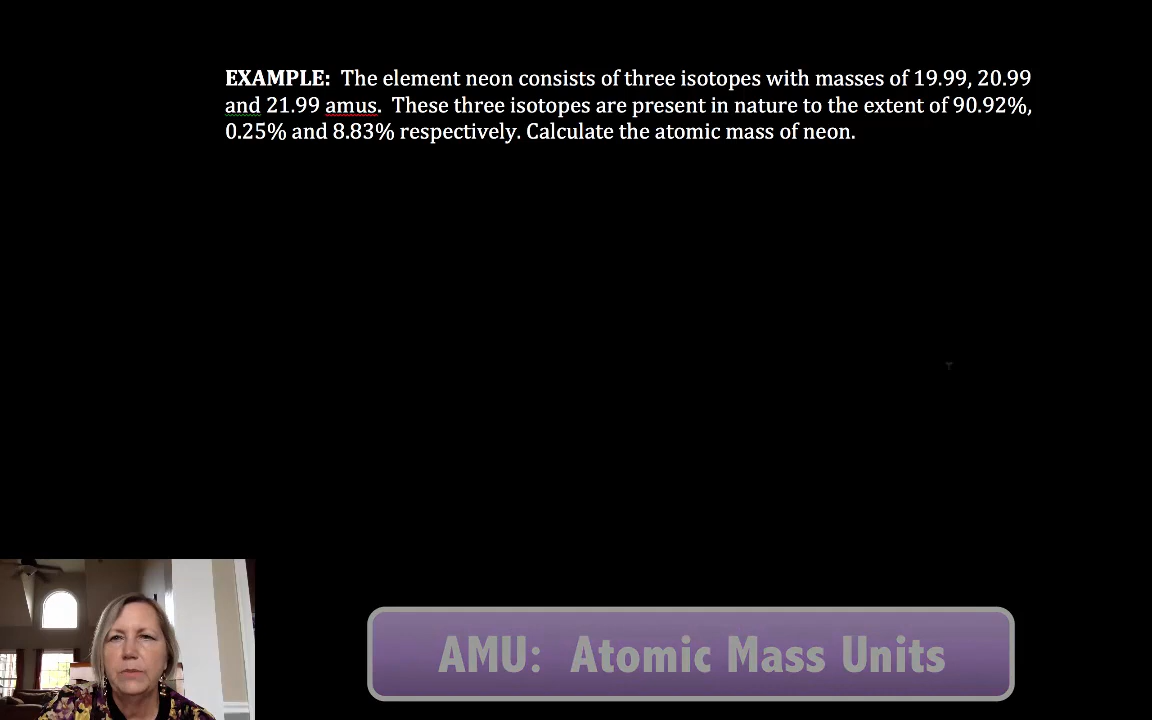 EXAMPLE: The element neon consists of three isotopes with masses of 19.99, 20.99
and 21.99 amus. These three isotopes are present in nature to the extent of 90.92%,
0.25% and 8.83% respectively. Calculate the atomic mass of neon.
AMU: Atomic Mass Units